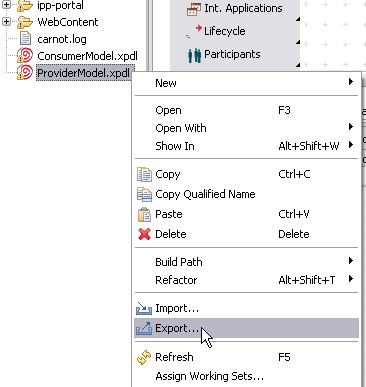 ipp-portal
WebContent
carnot.log
ConsumerModel.xpdl
ProviderModel.xpdl
Int. Applications
Lifecycle
Participants
New
Open F3
Open With
Show In Alt+Shift+W
Copy Ctrl+C
Copy Qualified Name
Paste Ctrl+V
Delete Delete
Build Path
Refactor Alt+Shift+T
Import...
Export...
Refresh F5
Assign Working Sets...